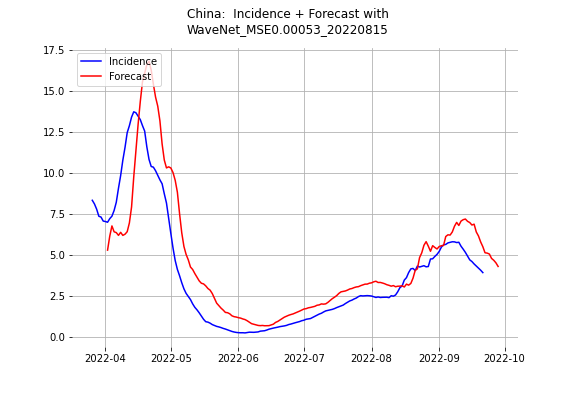 China:  Incidence + Forecast with
WaveNet_MSE0.00053_20220815
17.5
15.0
12.5
10.0
7.5
5.0
2.5
0.0
Incidence
Forecast
2022-04 2022-05 2022-06 2022-07 2022-08 2022-09 2022-10